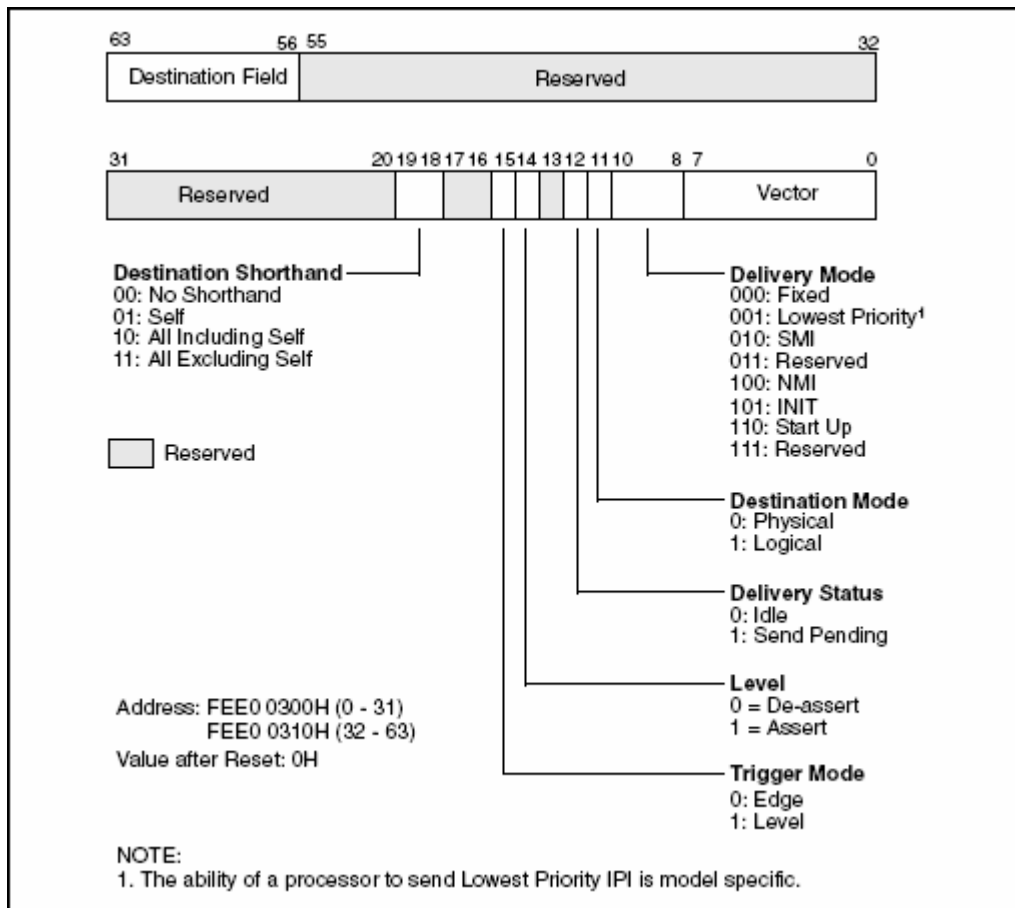 63 56 55 32
Destination Field Reserved
31 20 19 18 17 16 15 14 13 12 11 10 8 7 0
Reserved Vector
Destination Shorthand
00: No Shorthand
01: Self
10: All Including Self
11: All Excluding Self
Reserved
Delivery Mode
000: Fixed
001: Lowest Priority¹
010: SMI
011: Reserved
100: NMI
101: INIT
110: Start Up
111: Reserved
Destination Mode
0: Physical
1: Logical
Delivery Status
0: Idle
1: Send Pending
Level
0 = De-assert
1 = Assert
Trigger Mode
0: Edge
1: Level
Address: FEE0 0300H (0 - 31)
FEE0 0310H (32 - 63)
Value after Reset: 0H
NOTE:
1. The ability of a processor to send Lowest Priority IPI is model specific.